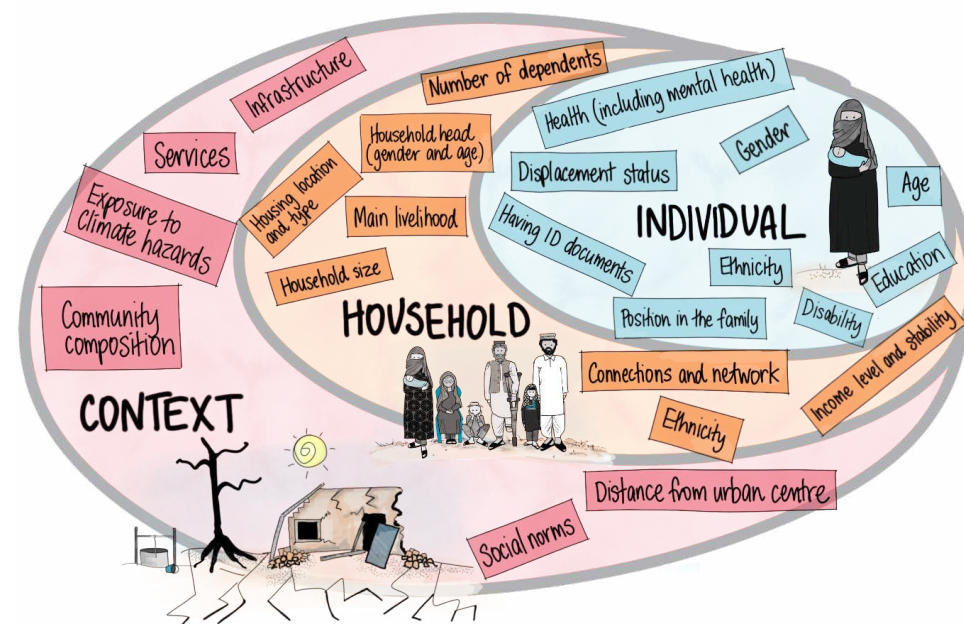 Infrastructure
Services
Exposure to
Climate hazards
Community
composition
CONTEXT
Social norms
Distance from urban centre
Number of dependents
Household head
(gender and age)
Housing location
and type
Main livelihood
Household size
HOUSEHOLD
Connections and network
Ethnicity
Income level and stability
Health (including mental health)
Gender
Displacement status
Age
Having ID documents
INDIVIDUAL
Ethnicity
Education
Position in the family
Disability